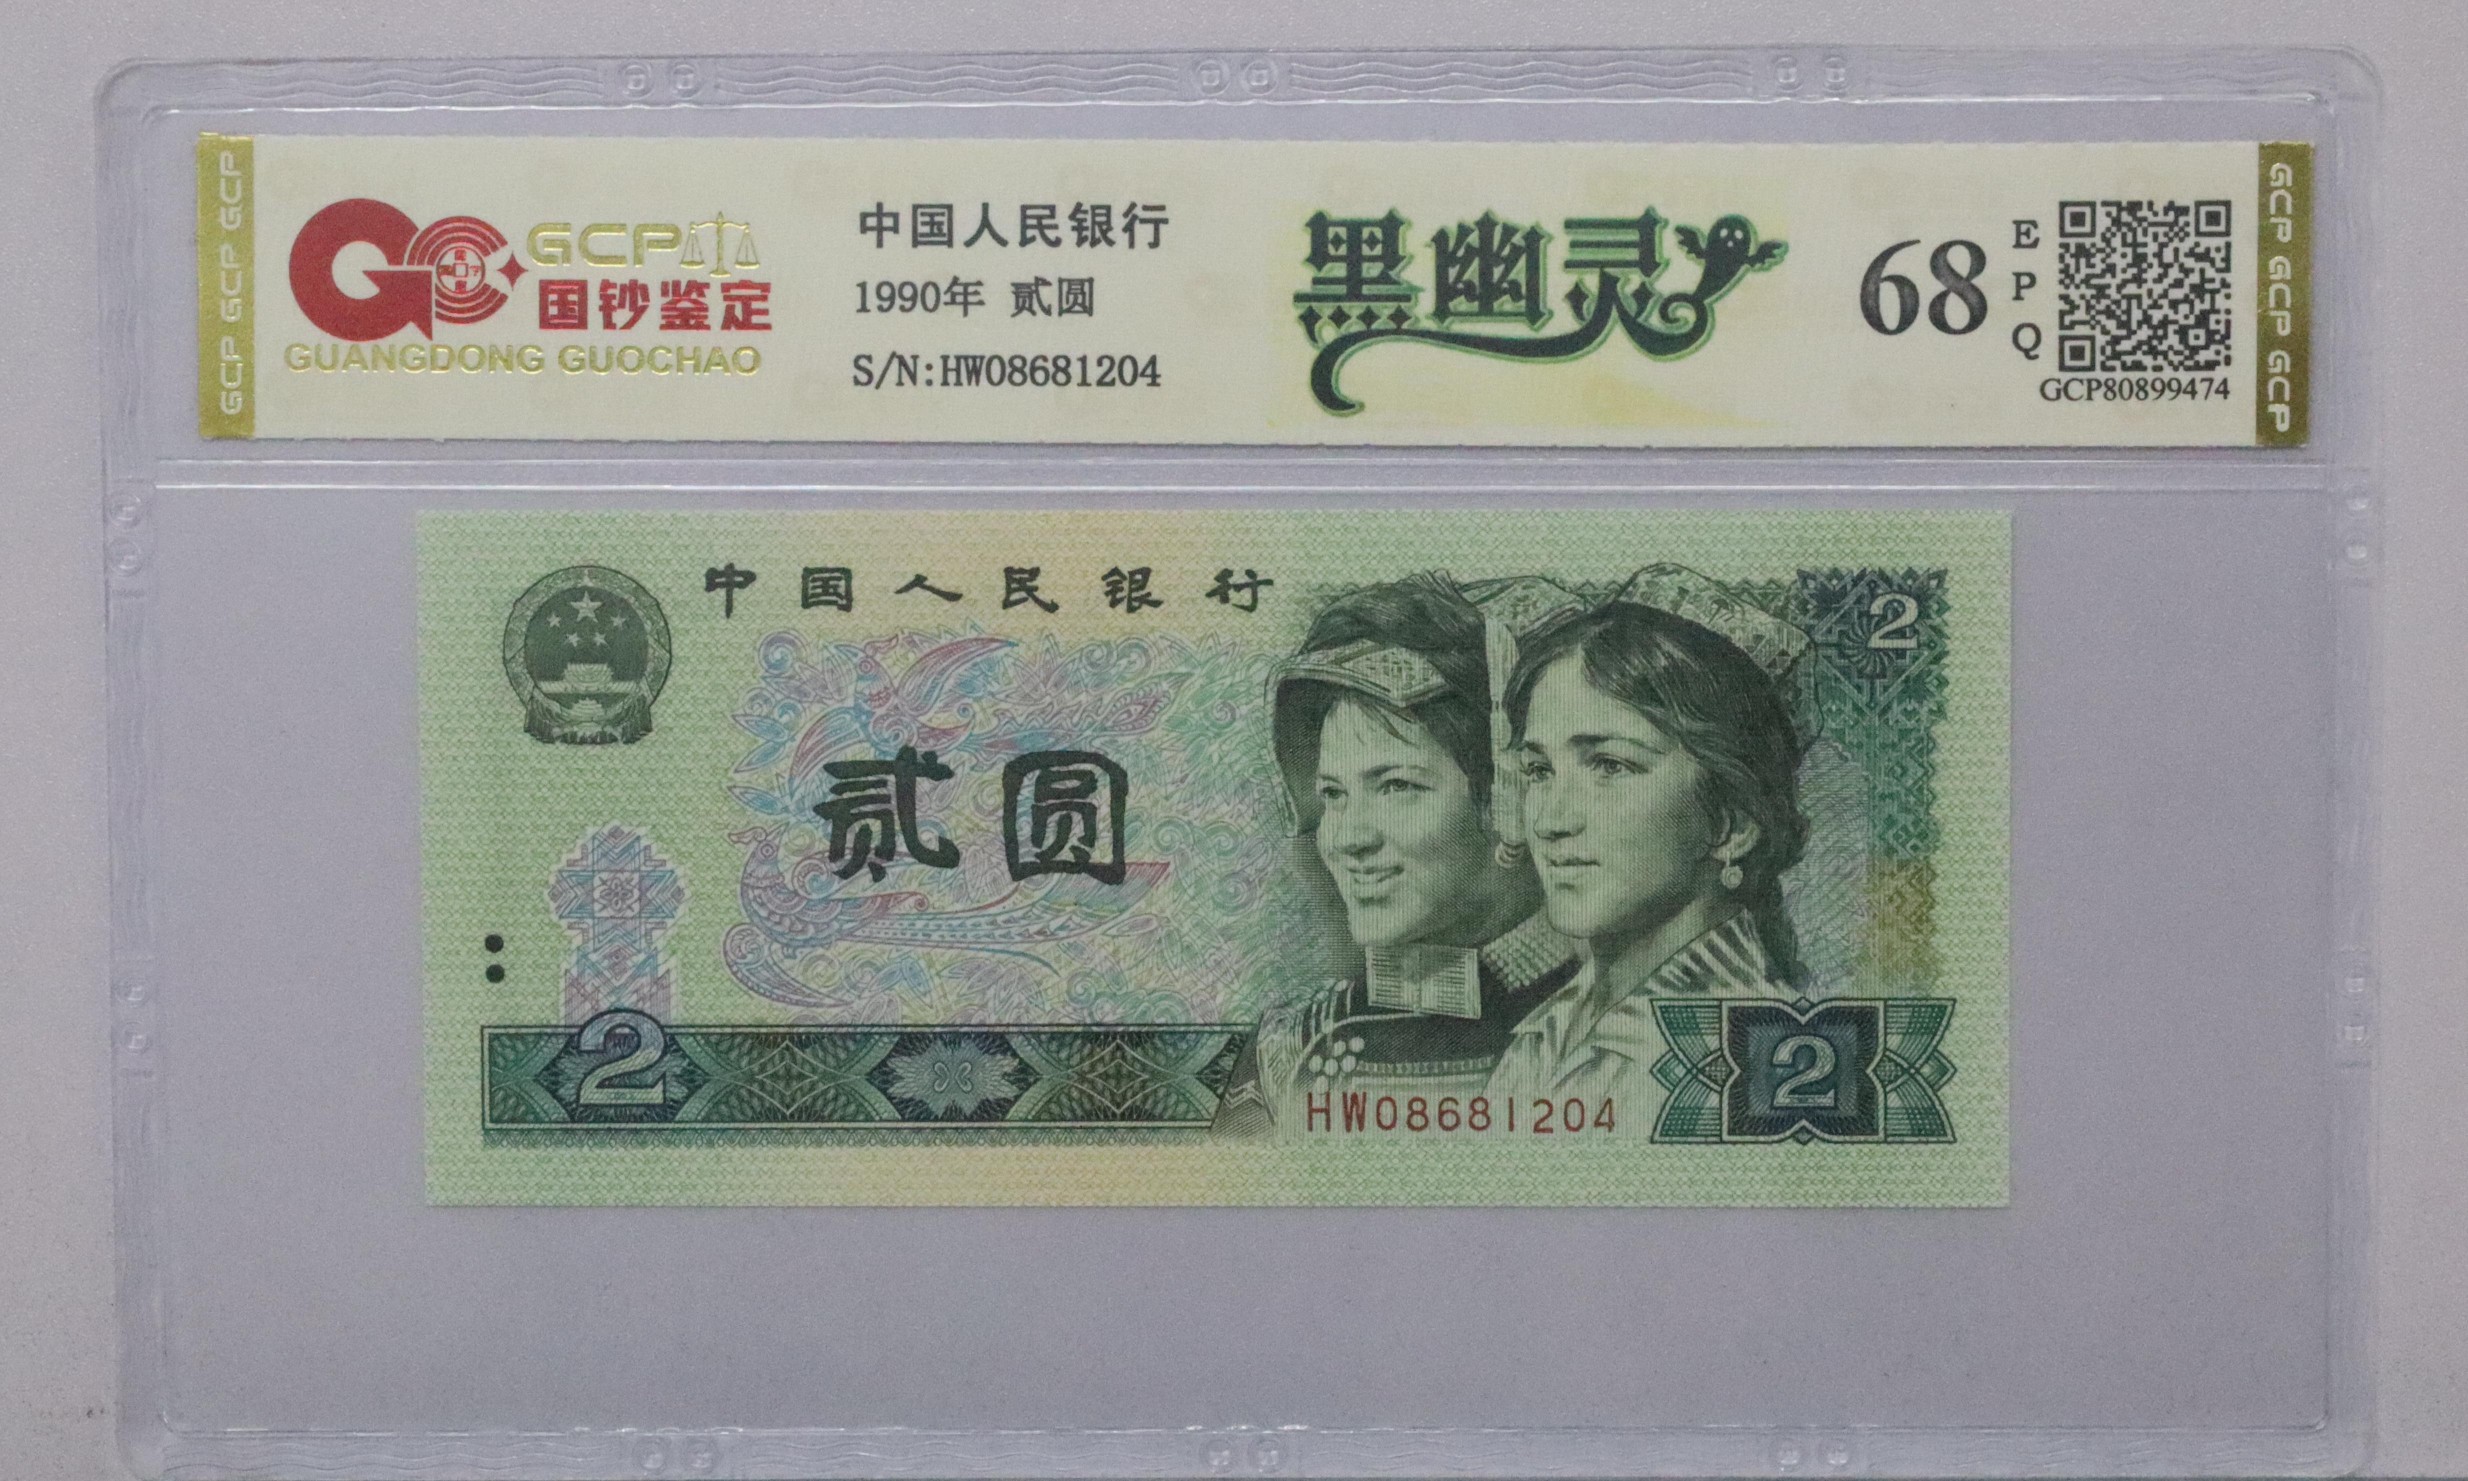 GCP GCP GCP
GCP
国钞鉴定
GUANGDONG GUOCHAO
中国人民银行
1990年 贰圆
S/N:HW08681204
黑幽灵
68
EPQ
GCP80899474
GCP GCP GCP
中国人民银行
2
贰圆
2
HW08681204
2